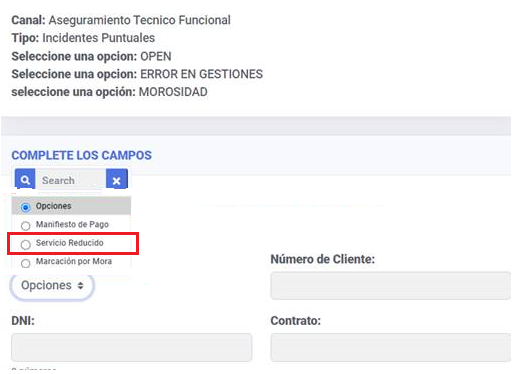 Canal: Aseguramiento Tecnico Funcional
Tipo: Incidentes Puntuales
Seleccione una opcion: OPEN
Seleccione una opcion: ERROR EN GESTIONES
seleccione una opción: MOROSIDAD
COMPLETE LOS CAMPOS
Search
Opciones
Manifiesto de Pago
Servicio Reducido
Marcación por Mora
Número de Cliente:
Opciones
DNI:
Contrato: